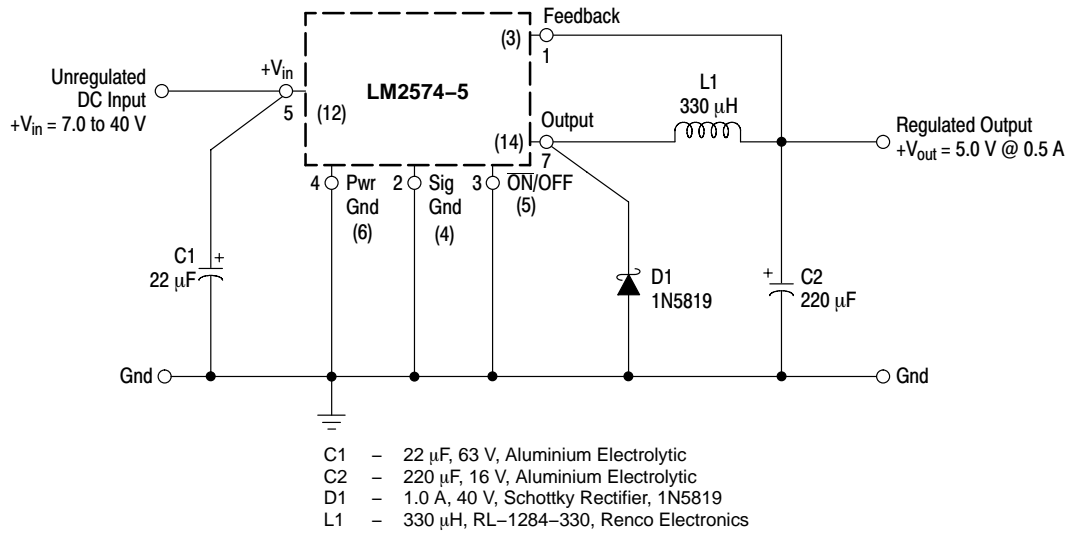 Feedback
(3)
1
Unregulated
DC Input
+Vin = 7.0 to 40 V
+Vin
5
(12)
LM2574−5
L1
330 μH
Output
(14)
7
Regulated Output
+Vout = 5.0 V @ 0.5 A
4 Pwr
Gnd
(6)
2 Sig
Gnd
(4)
3 O̅N̅/OFF
(5)
C1 +
22 μF
D1
1N5819
+ C2
220 μF
Gnd
Gnd
C1 – 22 μF, 63 V, Aluminium Electrolytic
C2 – 220 μF, 16 V, Aluminium Electrolytic
D1 – 1.0 A, 40 V, Schottky Rectifier, 1N5819
L1 – 330 μH, RL−1284−330, Renco Electronics